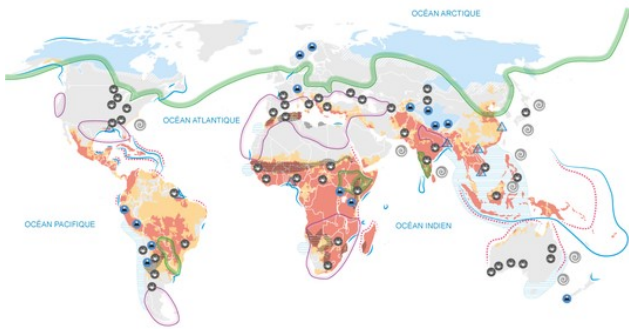 OCÉAN ARCTIQUE
OCÉAN ATLANTIQUE
OCÉAN PACIFIQUE
OCÉAN INDIEN